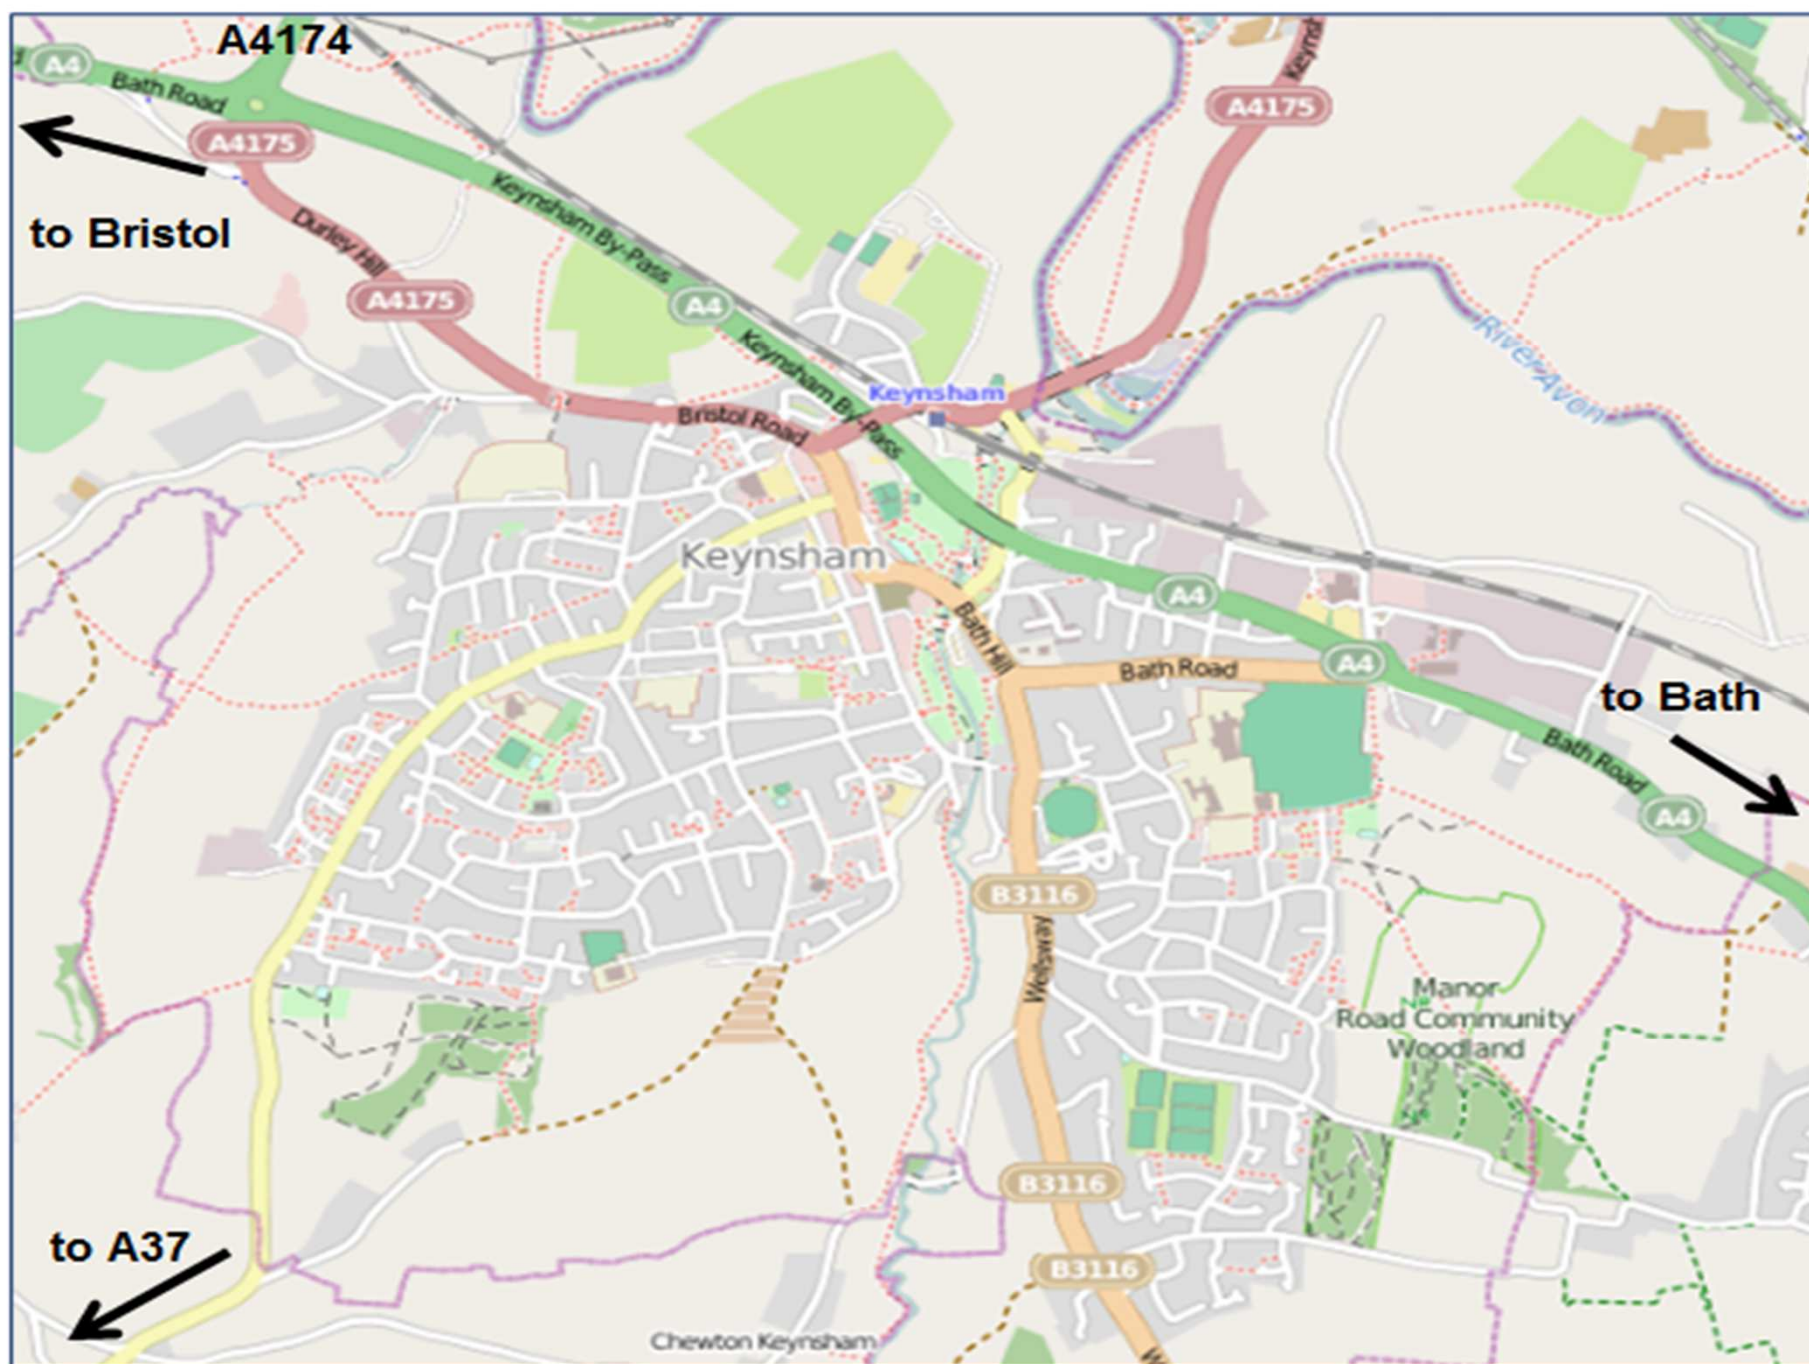 A4174
A4
Bath Road
A4175
Keynsh
A4175
to Bristol
Keynsham By-Pass
Durley Hill
A4175
A4
Keynsham By-Pass
River Avon
Keynsham
Bristol Road
Keynsham
A4
Bath Hill
Bath Road
A4
to Bath
Bath Road
A4
B3116
Wellsway
Manor
Road Community
Woodland
B3116
to A37
B3116
Chewton Keynsham
W